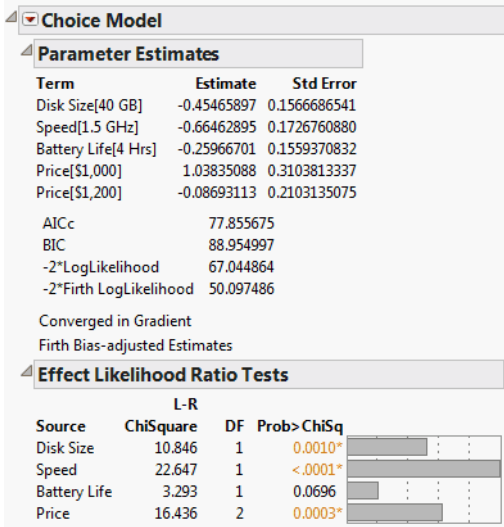 Choice Model
Parameter Estimates
Term Estimate Std Error
Disk Size[40 GB] -0.45465897 0.1566686541
Speed[1.5 GHz] -0.66462895 0.1726760880
Battery Life[4 Hrs] -0.25966701 0.1559370832
Price[$1,000] 1.03835088 0.3103813337
Price[$1,200] -0.08693113 0.2103135075
AICc 77.855675
BIC 88.954997
-2*LogLikelihood 67.044864
-2*Firth LogLikelihood 50.097486
Converged in Gradient
Firth Bias-adjusted Estimates
Effect Likelihood Ratio Tests
L-R
Source ChiSquare DF Prob>ChiSq
Disk Size 10.846 1 0.0010*
Speed 22.647 1 <.0001*
Battery Life 3.293 1 0.0696
Price 16.436 2 0.0003*